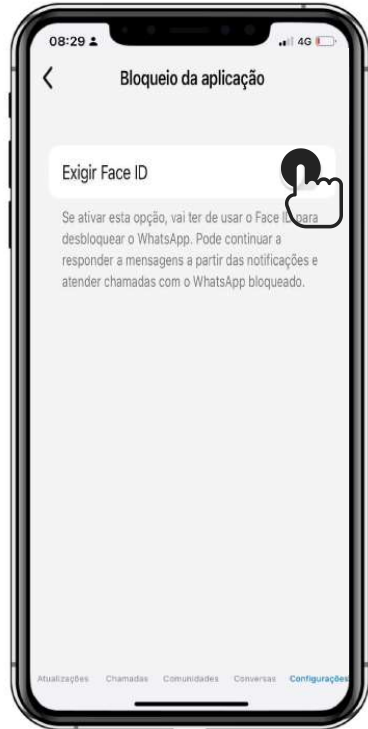 08:29
4G
Bloqueio da aplicação
Exigir Face ID
Se ativar esta opção, vai ter de usar o Face ID para
desbloquear o WhatsApp. Pode continuar a
responder a mensagens a partir das notificações e
atender chamadas com o WhatsApp bloqueado.
Atualizações Chamadas Comunidades Conversas Configurações